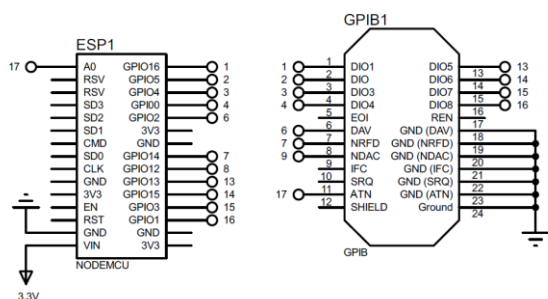 ESP1
17 A0 GPIO16 1
RSV GPIO5 2
RSV GPIO4 3
SD3 GPI00 4
SD2 GPIO2 6
SD1 3V3
CMD GND
SD0 GPIO14 7
CLK GPIO12 8
GND GPIO13 13
3V3 GPIO15 14
EN GPIO3 15
RST GPIO1 16
GND GND
VIN 3V3
NODEMCU
3.3V
GPIB1
1 1 DIO1 DIO5 13 13
2 2 DIO DIO6 14 14
3 3 DIO3 DIO7 15 15
4 4 DIO4 DIO8 16 16
5 EOI REN 17
6 6 DAV GND (DAV) 18
7 7 NRFD GND (NRFD) 19
9 8 NDAC GND (NDAC) 20
9 IFC GND (IFC) 21
10 SRQ GND (SRQ) 22
17 11 ATN GND (ATN) 23
12 SHIELD Ground 24
GPIB